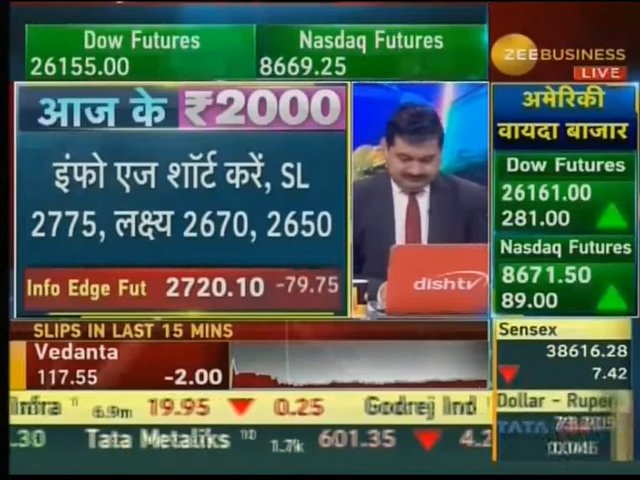 Dow Futures
26155.00
Nasdaq Futures
8669.25
ZEEBUSINESS
LIVE
आज के ₹2000
इंफो एज शॉर्ट करें, SL
2775, लक्ष्य 2670, 2650
Info Edge Fut 2720.10 -79.75
dishtv
अमेरिकी
वायदा बाजार
Dow Futures
26161.00
281.00
Nasdaq Futures
8671.50
89.00
SLIPS IN LAST 15 MINS
Vedanta
117.55 -2.00
Sensex
38616.28
7.42
Dollar - Rupee
Infra 6.9m 19.95 0.25 Godrej Ind
.30 Tata Metaliks 1.7k 601.35 4.2
TATA